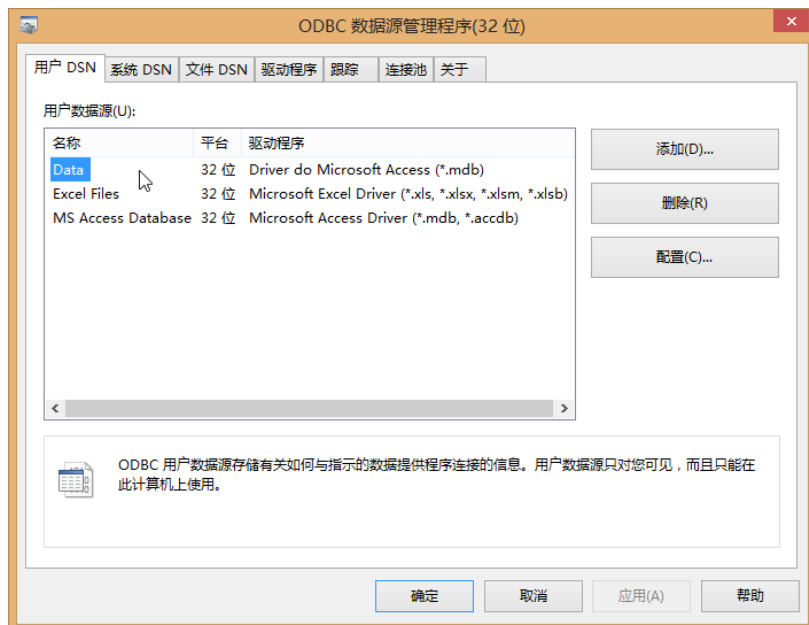 ODBC 数据源管理程序(32 位)
用户 DSN 系统 DSN 文件 DSN 驱动程序 跟踪 连接池 关于
用户数据源(U):
名称 平台 驱动程序
Data 32 位 Driver do Microsoft Access (*.mdb)
Excel Files 32 位 Microsoft Excel Driver (*.xls, *.xlsx, *.xlsm, *.xlsb)
MS Access Database 32 位 Microsoft Access Driver (*.mdb, *.accdb)
添加(D)...
删除(R)
配置(C)...
ODBC 用户数据源存储有关如何与指示的数据提供程序连接的信息。用户数据源只对您可见，而且只能在
此计算机上使用。
确定 取消 应用(A) 帮助